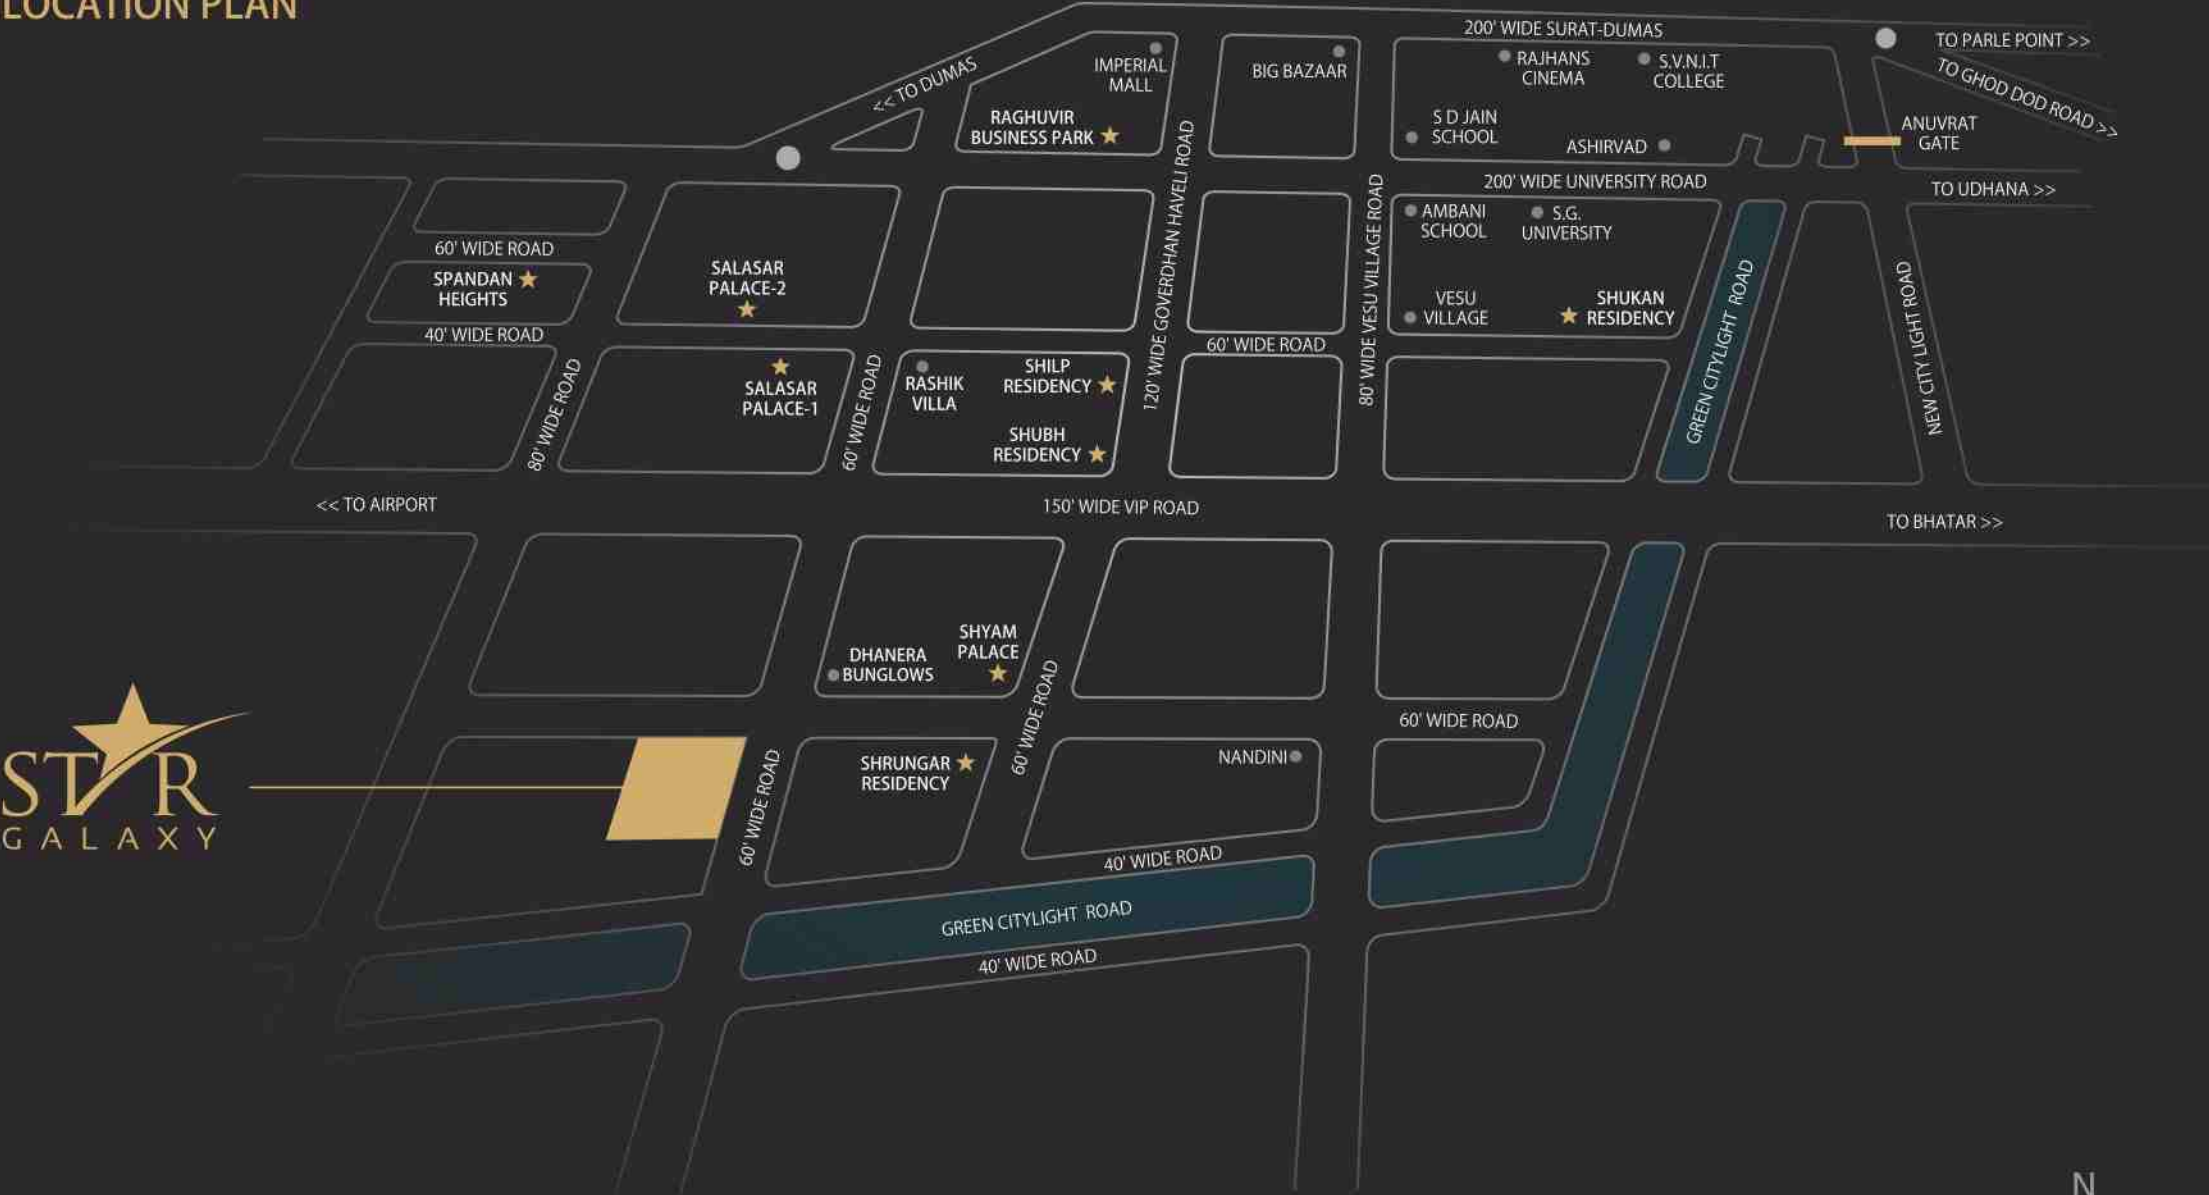 LOCATION PLAN
200' WIDE SURAT-DUMAS
TO PARLE POINT >>
TO GHOD DOD ROAD >>
<< TO DUMAS
IMPERIAL
MALL
BIG BAZAAR
RAJHANS
CINEMA
S.V.N.I.T
COLLEGE
RAGHUVIR
BUSINESS PARK
S D JAIN
SCHOOL
ASHIRVAD
ANUVRAT
GATE
200' WIDE UNIVERSITY ROAD
TO UDHANA >>
AMBANI
SCHOOL
S.G.
UNIVERSITY
60' WIDE ROAD
SPANDAN
HEIGHTS
SALASAR
PALACE-2
120' WIDE GOVERDHAN HAVELI ROAD
80' WIDE VESU VILLAGE ROAD
VESU
VILLAGE
SHUKAN
RESIDENCY
GREEN CITYLIGHT ROAD
NEW CITY LIGHT ROAD
40' WIDE ROAD
60' WIDE ROAD
80' WIDE ROAD
SALASAR
PALACE-1
60' WIDE ROAD
RASHIK
VILLA
SHILP
RESIDENCY
SHUBH
RESIDENCY
<< TO AIRPORT
150' WIDE VIP ROAD
TO BHATAR >>
DHANERA
BUNGLOWS
SHYAM
PALACE
60' WIDE ROAD
60' WIDE ROAD
STAR
GALAXY
60' WIDE ROAD
SHRUNGAR
RESIDENCY
NANDINI
40' WIDE ROAD
GREEN CITYLIGHT ROAD
40' WIDE ROAD
N